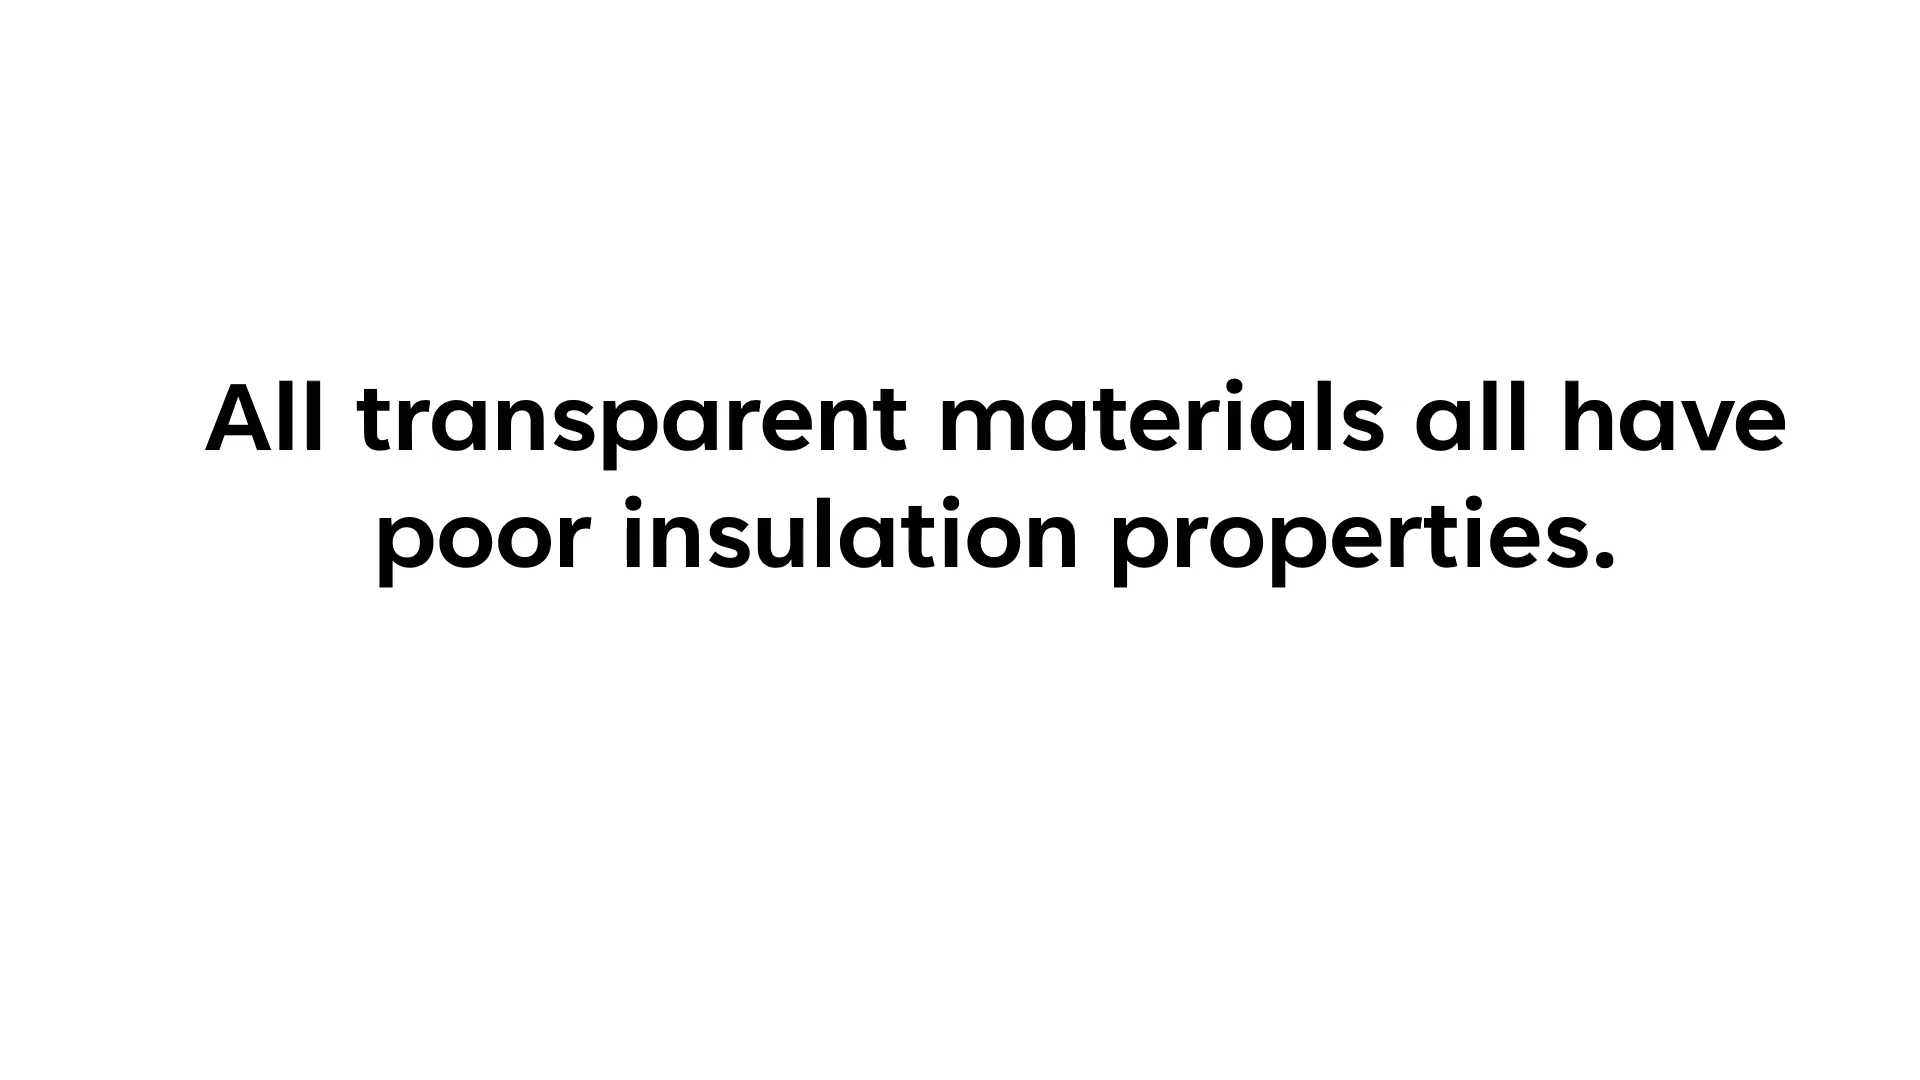 All transparent materials all have
poor insulation properties.